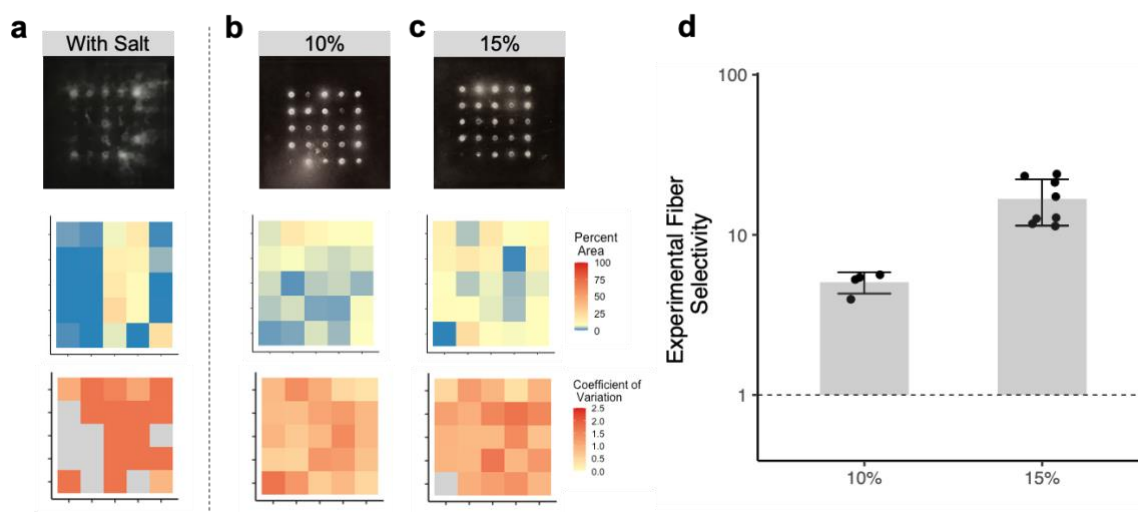 a
With Salt
b
10%
c
15%
d
Percent
Area
100
75
50
25
0
Coefficient of
Variation
2.5
2.0
1.5
1.0
0.5
0.0
Experimental Fiber
Selectivity
100
10
1
10%
15%